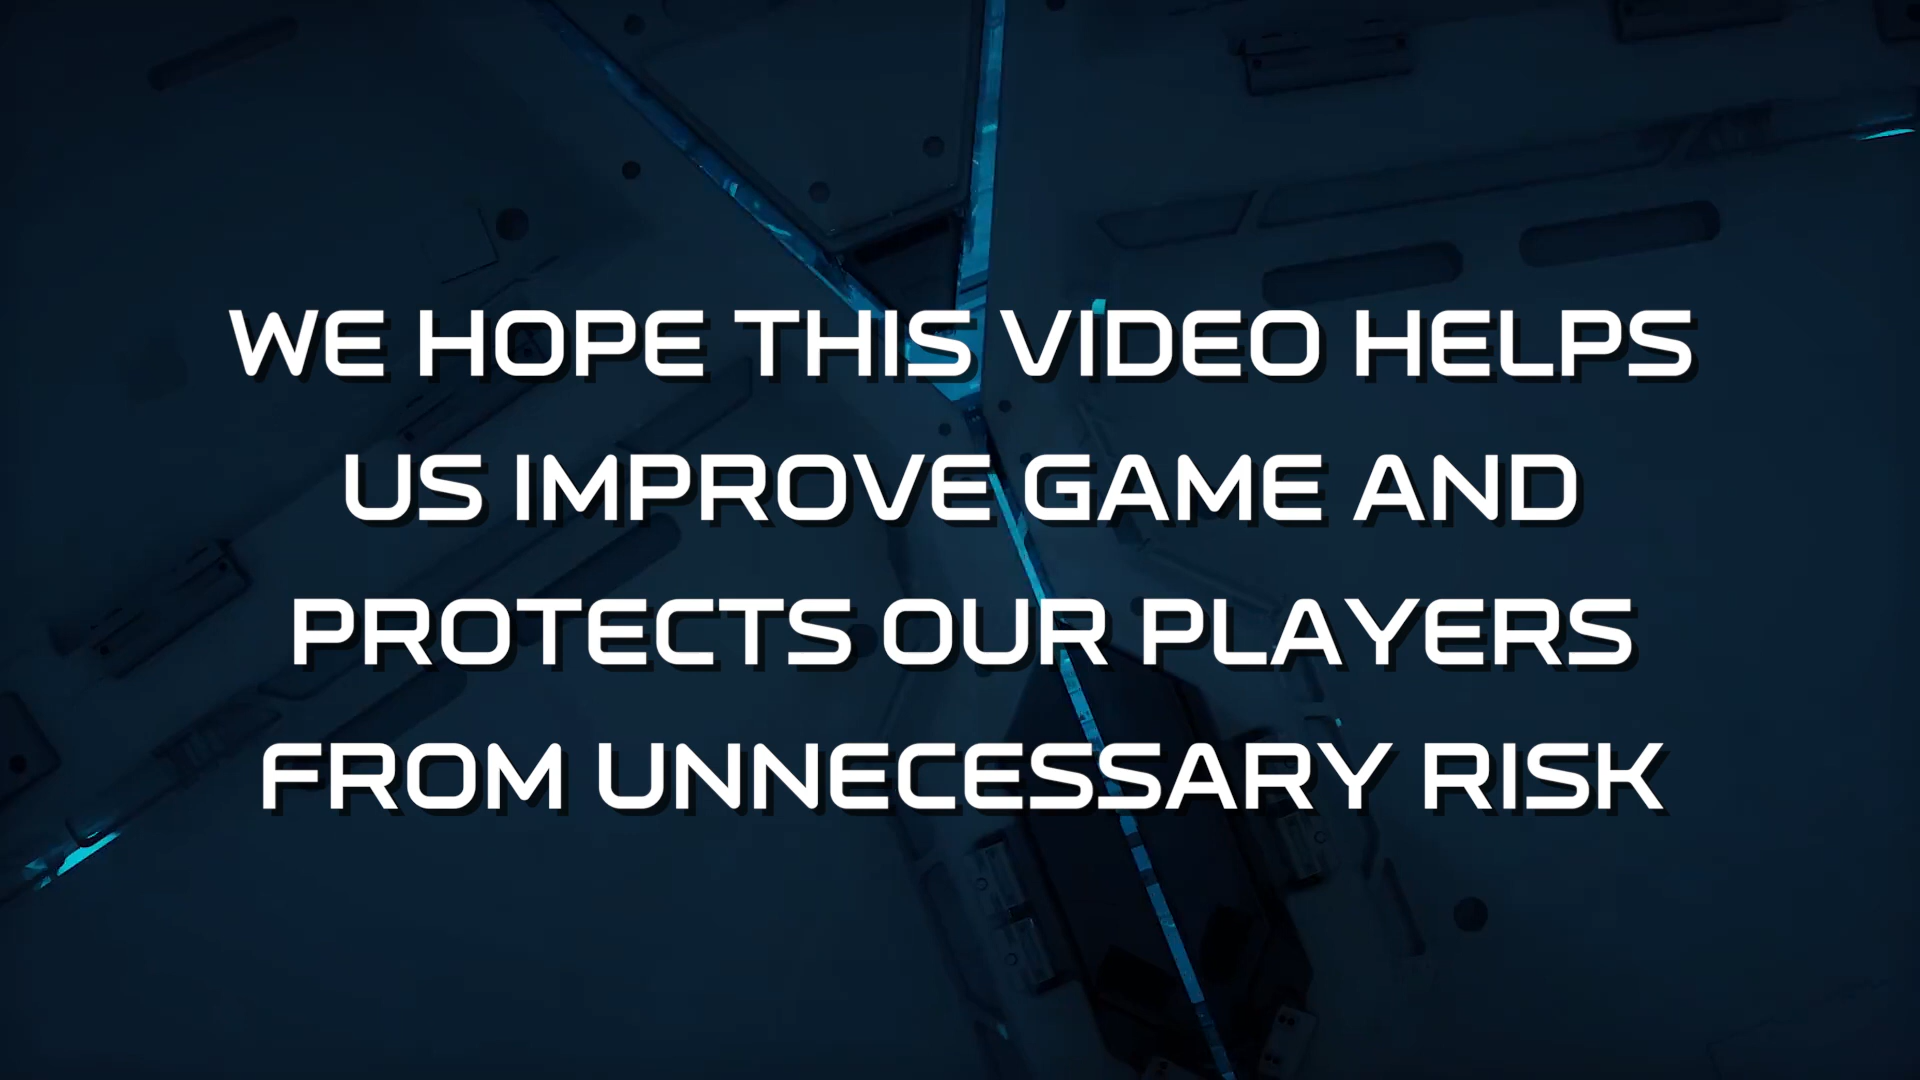 WE HOPE THIS VIDEO HELPS
US IMPROVE GAME AND
PROTECTS OUR PLAYERS
FROM UNNECESSARY RISK